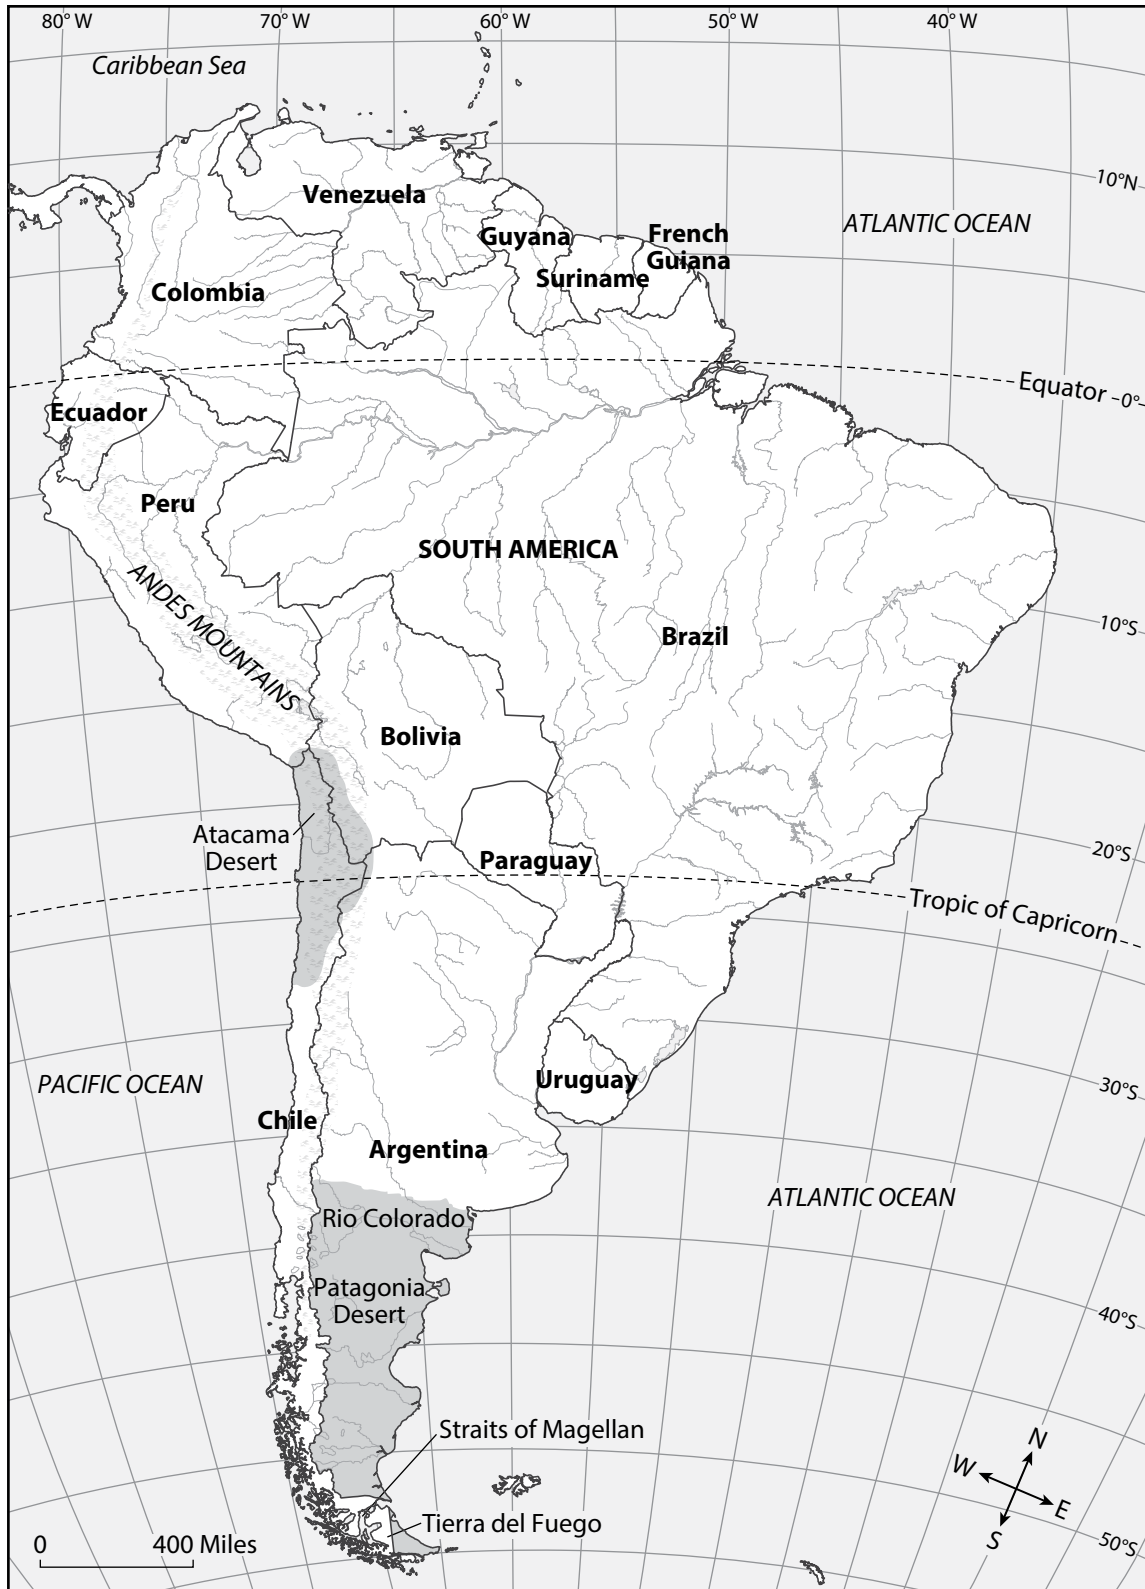 80° W
70° W
60° W
50° W
40° W
Caribbean Sea
10°N
Venezuela
ATLANTIC OCEAN
Guyana
French
Guiana
Suriname
Colombia
Equator
0°
Ecuador
Peru
SOUTH AMERICA
ANDES MOUNTAINS
10°S
Brazil
Bolivia
Atacama
Desert
Paraguay
20°S
Tropic of Capricorn
PACIFIC OCEAN
Uruguay
30°S
Chile
Argentina
ATLANTIC OCEAN
Rio Colorado
Patagonia
Desert
40°S
Straits of Magellan
N
W
E
S
Tierra del Fuego
0 400 Miles
50°S